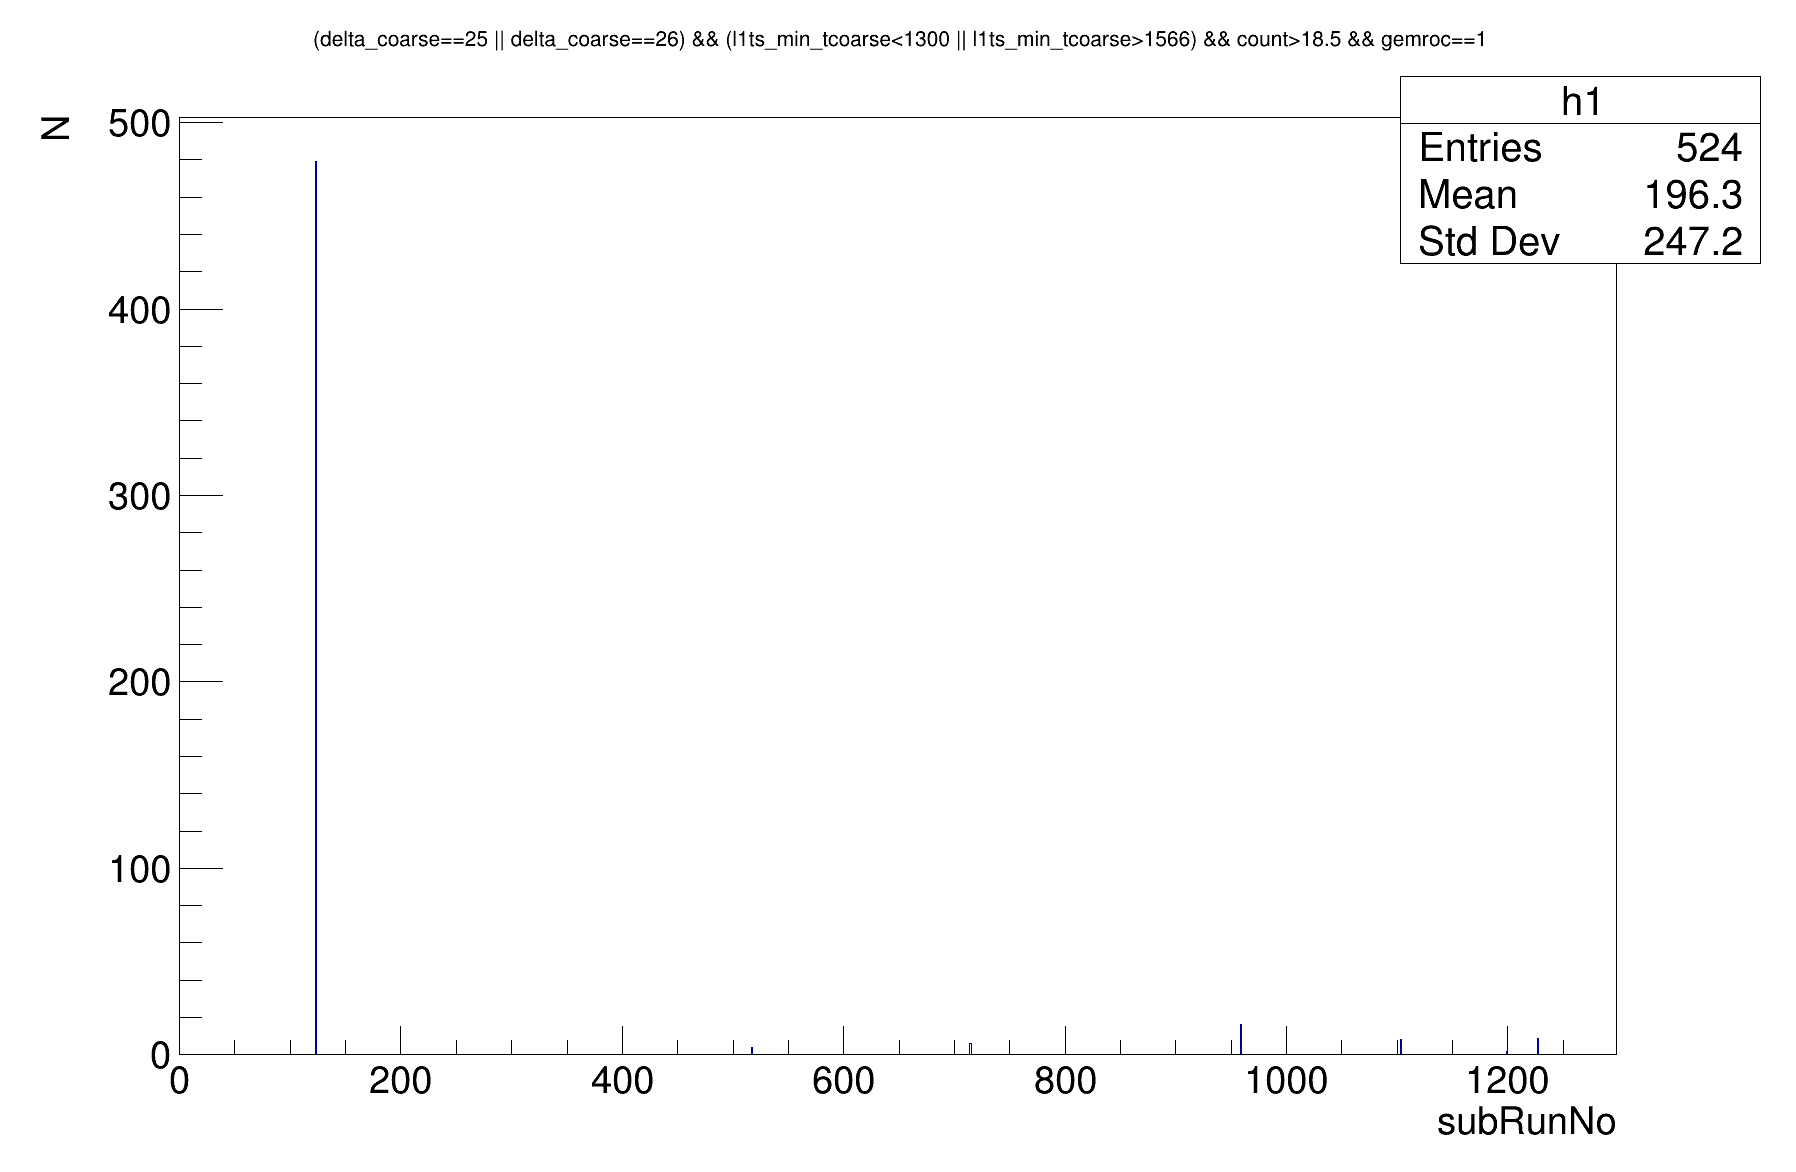 (delta_coarse==25 || delta_coarse==26) && (l1ts_min_tcoarse<1300 || l1ts_min_tcoarse>1566) && count>18.5 && gemroc==1
h1
Entries 524
Mean 196.3
Std Dev 247.2
N
500
400
300
200
100
0
0 200 400 600 800 1000 1200
subRunNo